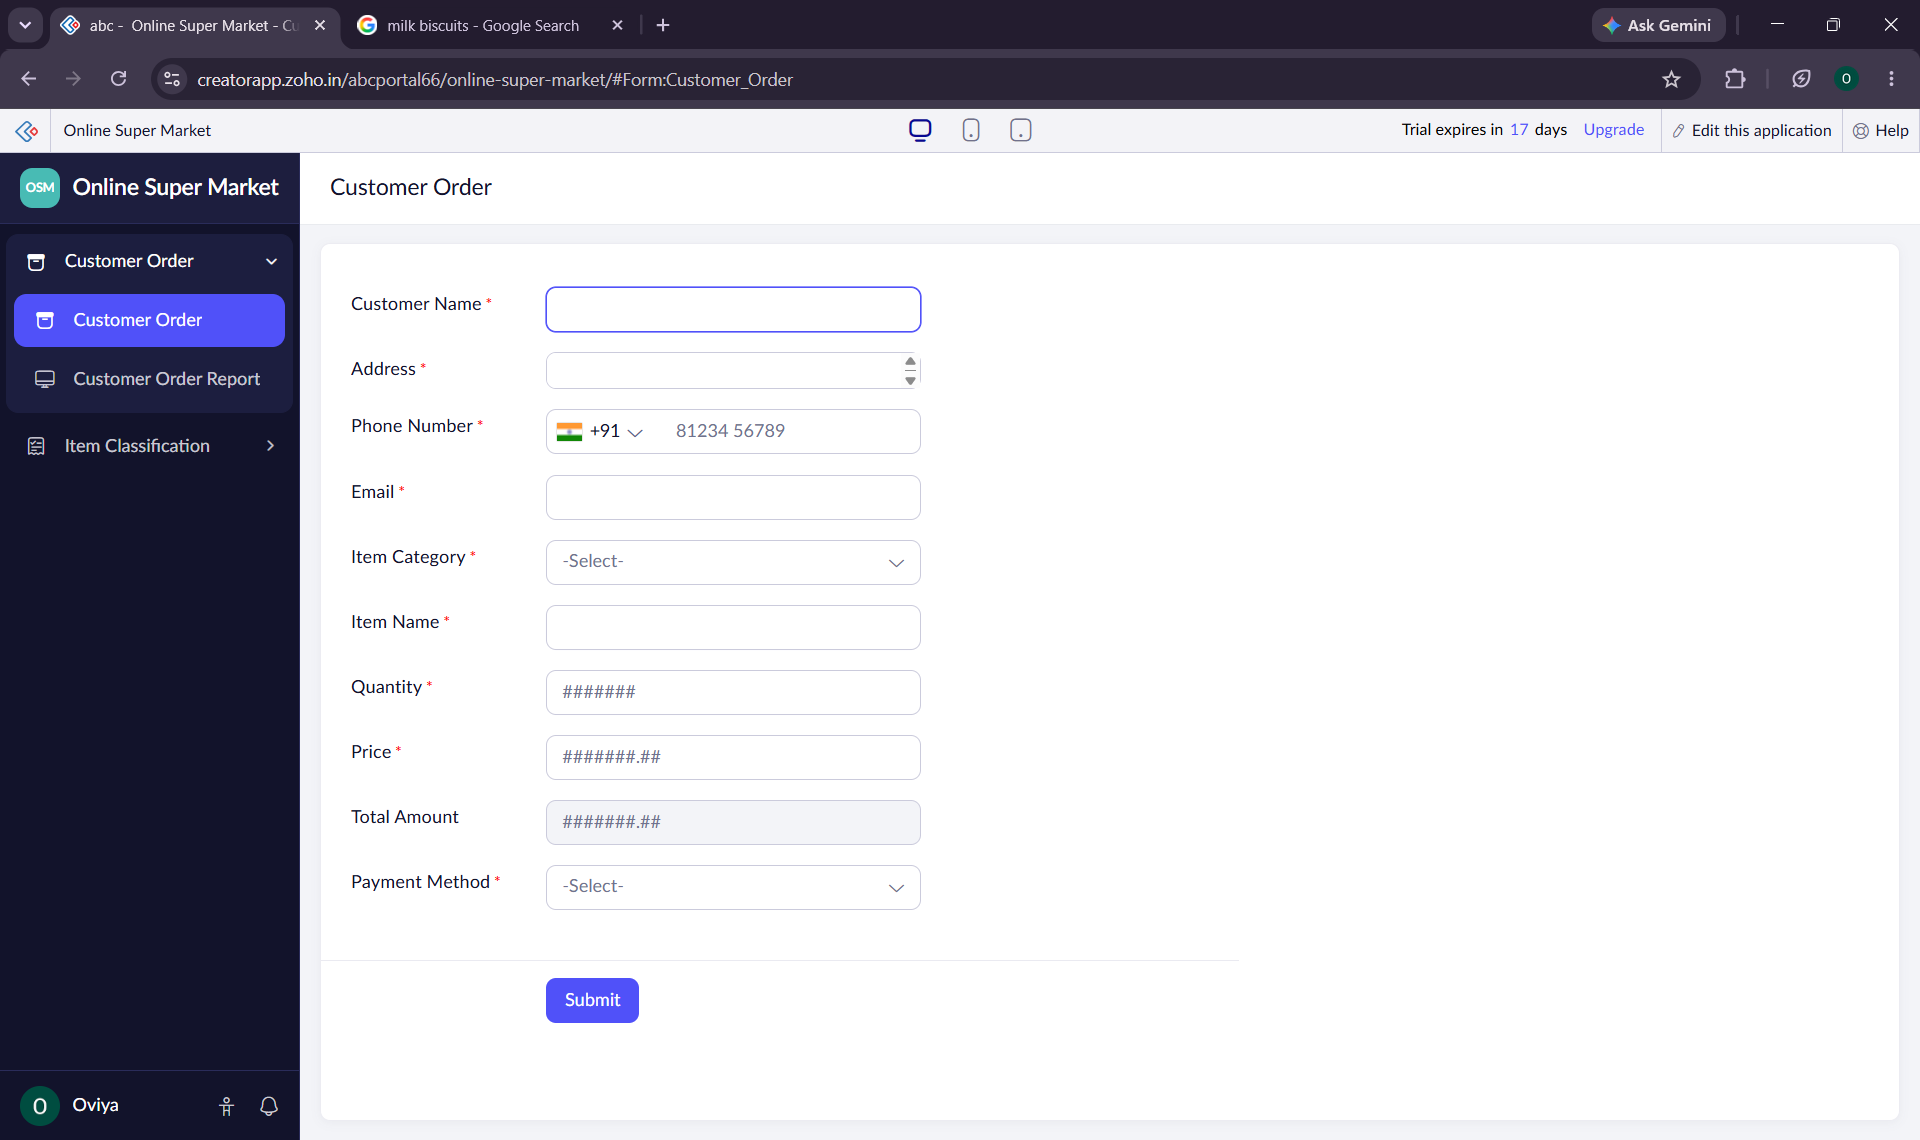 abc - Online Super Market - Cu
milk biscuits - Google Search
Ask Gemini
creatorapp.zoho.in/abcportal66/online-super-market/#Form:Customer_Order
O
Online Super Market
Trial expires in 17 days Upgrade
Edit this application
Help
OSM
Online Super Market
Customer Order
Customer Order
Customer Order
Customer Order Report
Item Classification
Customer Name *
Address *
Phone Number *
+91
81234 56789
Email *
Item Category *
-Select-
Item Name *
Quantity *
#######
Price *
#######.##
Total Amount
#######.##
Payment Method *
-Select-
Submit
O
Oviya